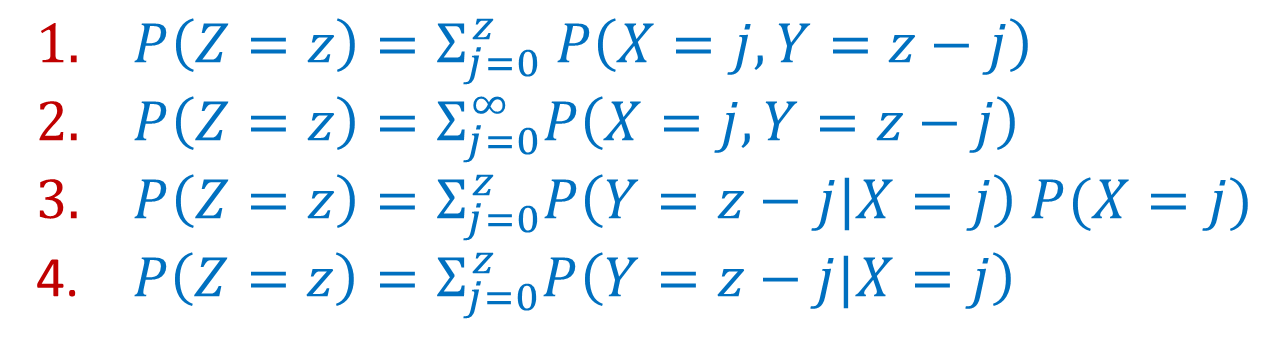 1. P(Z = z) = Σ_{j=0}^{z} P(X = j, Y = z − j)
2. P(Z = z) = Σ_{j=0}^{∞} P(X = j, Y = z − j)
3. P(Z = z) = Σ_{j=0}^{z} P(Y = z − j|X = j) P(X = j)
4. P(Z = z) = Σ_{j=0}^{z} P(Y = z − j|X = j)